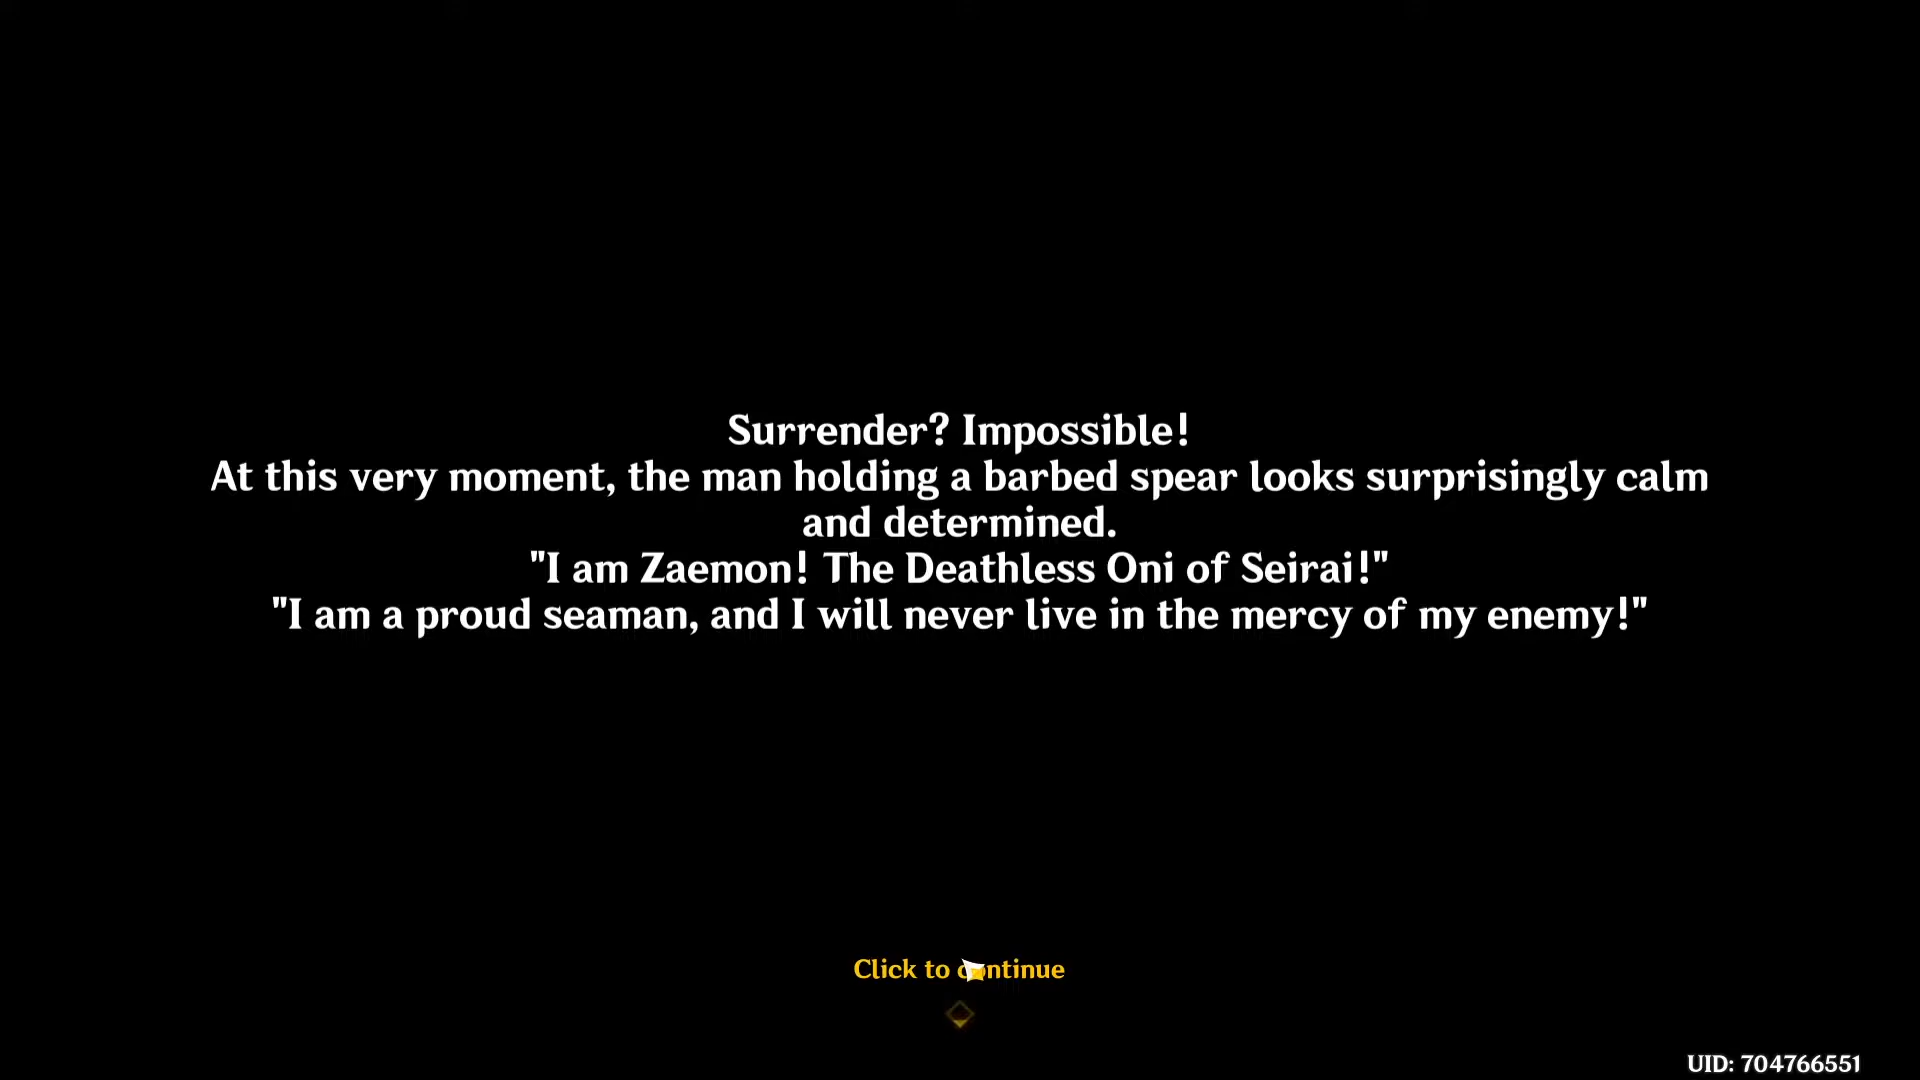 Surrender? Impossible!
At this very moment, the man holding a barbed spear looks surprisingly calm
and determined.
"I am Zaemon! The Deathless Oni of Seirai!"
"I am a proud seaman, and I will never live in the mercy of my enemy!"
Click to continue
UID: 704766551